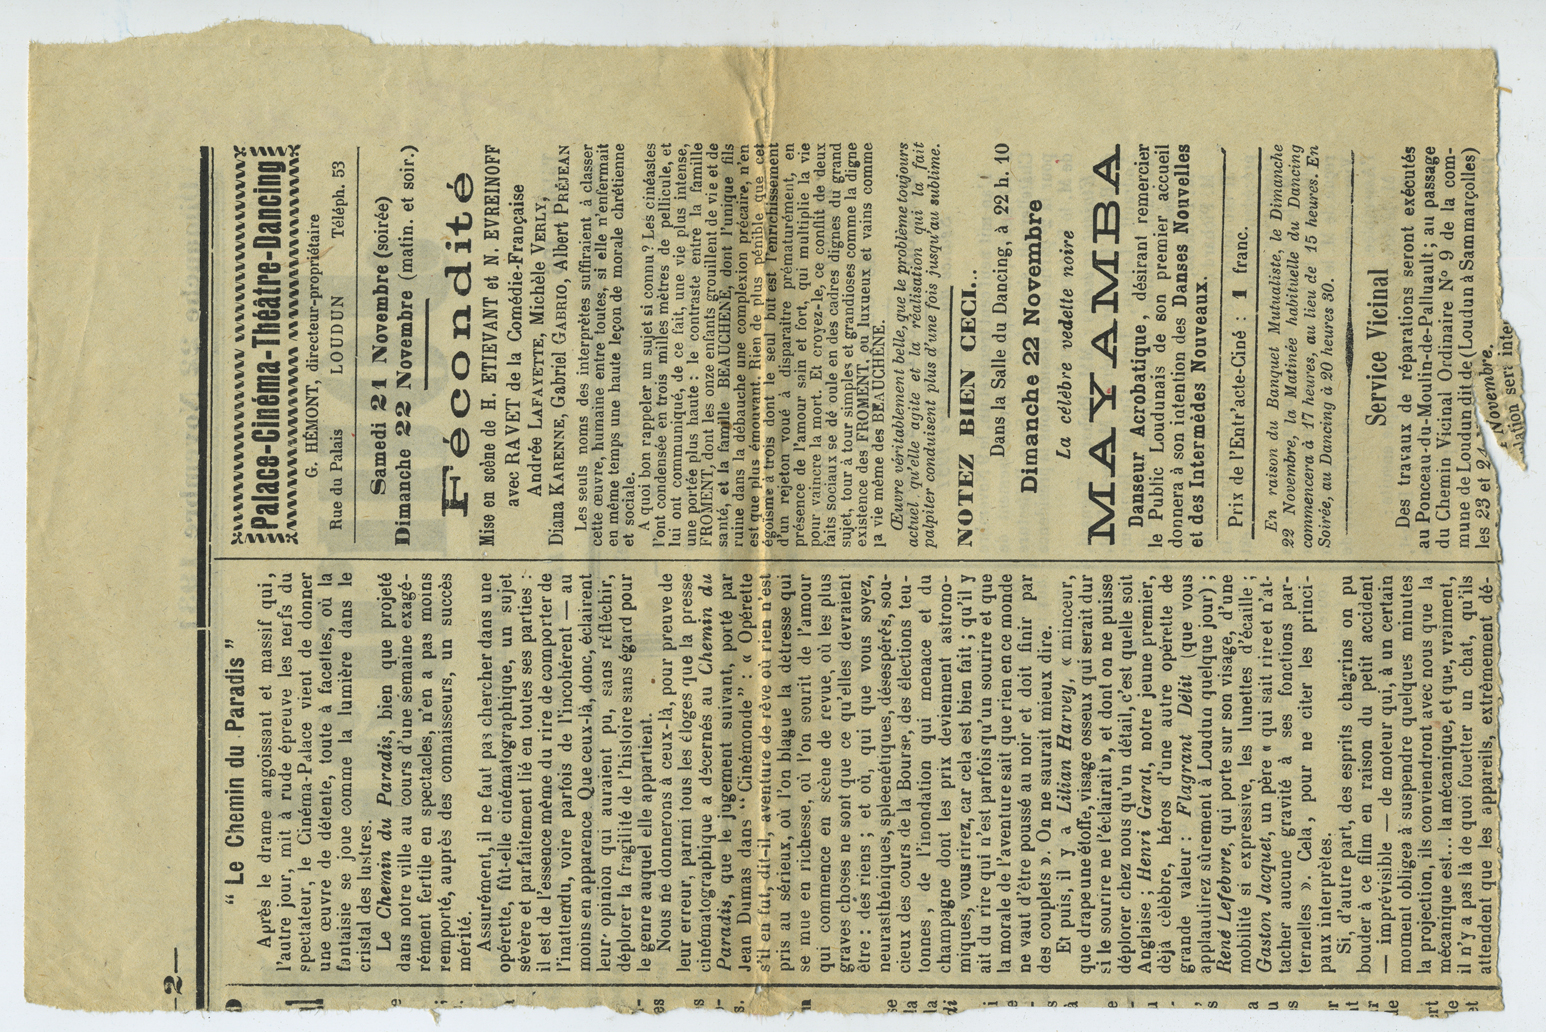 — 2 —
“ Le Chemin du Paradis ”
Après le drame angoissant et massif qui,
l'autre jour, mit à rude épreuve les nerfs du
spectateur, le Cinéma-Palace vient de donner
une œuvre de détente, toute à facettes, où la
fantaisie se joue comme la lumière dans le
cristal des lustres.
Le Chemin du Paradis, bien que projeté
dans notre ville au cours d'une semaine exagé-
rément fertile en spectacles, n'en a pas moins
remporté, auprès des connaisseurs, un succès
mérité.
Assurément, il ne faut pas chercher dans une
opérette, fût-elle cinématographique, un sujet
sévère et parfaitement lié en toutes ses parties :
il est de l'essence même du rire de comporter de
l'inattendu, voire parfois de l'incohérent — au
moins en apparence. Que ceux-là, donc, éclairent
leur opinion qui auraient pu, sans réfléchir,
déplorer la fragilité de l'histoire sans égard pour
le genre auquel elle appartient.
Nous ne donnerons à ceux-là, pour preuve de
leur erreur, parmi tous les éloges que la presse
cinématographique a décernés au Chemin du
Paradis, que le jugement suivant, porté par
Jean Dumas dans “ Cinémonde ” : « Opérette
s'il en fut, dit-il, aventure de rêve où rien n'est
pris au sérieux, où l'on blague la détresse qui
se mue en richesse, où l'on sourit de l'amour
qui commence en scène de revue, où les plus
graves choses ne sont que ce qu'elles devraient
être : des riens ; et où, qui que vous soyez,
neurasthéniques, spleenétiques, désespérés, sou-
cieux des cours de la Bourse, des élections teu-
tonnes, de l'inondation qui menace et du
champagne dont les prix deviennent astrono-
miques, vous rirez, car cela est bien fait ; qu'il y
ait du rire qui n'est parfois qu'un sourire et que
la morale de l'aventure sait que rien en ce monde
ne vaut d'être poussé au noir et doit finir par
des couplets ». On ne saurait mieux dire.
Et puis, il y a Lilian Harvey, « minceur,
que drape une étoffe, visage osseux qui serait dur
si le sourire ne l'éclairait », et dont on ne puisse
déplorer chez nous qu'un détail, c'est quelle soit
Anglaise ; Henri Garat, notre jeune premier,
déjà célèbre, héros d'une autre opérette de
grande valeur : Flagrant Délit (que vous
applaudirez sûrement à Loudun quelque jour) ;
René Lefebvre, qui porte sur son visage, d'une
mobilité si expressive, les lunettes d'écaille ;
Gaston Jacquet, un père « qui sait rire et n'at-
tacher aucune gravité à ses fonctions par-
ternelles ». Cela, pour ne citer les princi-
paux interprètes.
Si, d'autre part, des esprits chagrins on pu
bouder à ce film en raison du petit accident
— imprévisible — de moteur qui, à un certain
moment obligea à suspendre quelques minutes
la projection, ils conviendront avec nous que la
mécanique est... la mécanique, et que, vraiment,
il n'y a pas là de quoi fouetter un chat, qu'ils
attendent que les appareils, extrêmement dé-
Palace-Cinéma-Théâtre-Dancing
G. HÉMONT, directeur-propriétaire
Rue du Palais LOUDUN Téléph. 53
Samedi 21 Novembre (soirée)
Dimanche 22 Novembre (matin. et soir.)
Fécondité
Mise en scène de H. ETIEVANT et N. EVREINOFF
avec RAVET de la Comédie-Française
Andrée LAFAYETTE, Michèle VERLY,
Diana KARENNE, Gabriel GABRIO, Albert PRÉJEAN
Les seuls noms des interprètes suffiraient à classer
cette œuvre, humaine entre toutes, si elle n'enfermait
en même temps une haute leçon de morale chrétienne
et sociale.
A quoi bon rappeler un sujet si connu ? Les cinéastes
l'ont condensée en trois milles mètres de pellicule, et
lui ont communiqué, de ce fait, une vie plus intense,
une portée plus haute : le contraste entre la famille
FROMENT, dont les onze enfants grouillent de vie et de
santé, et la famille BEAUCHENE, dont l'unique fils
ruine dans la débauche une complexion précaire, n'en
est que plus émouvant. Rien de plus pénible que cet
égoïsme à trois dont le seul but est l'enrichissement
d'un rejeton voué à disparaître prématurément, en
présence de l'amour sain et fort, qui multiplie la vie
pour vaincre la mort. Et croyez-le, ce conflit de deux
faits sociaux se dé oule en des cadres dignes du grand
sujet, tour à tour simples et grandioses comme la digne
existence des FROMENT, ou luxueux et vains comme
la vie même des BEAUCHÊNE.
Œuvre véritablement belle, que le problème toujours
actuel qu'elle agite et la réalisation qui la fait
palpiter conduisent plus d'une fois jusqu'au sublime.
NOTEZ BIEN CECI...
Dans la Salle du Dancing, à 22 h. 10
Dimanche 22 Novembre
La célèbre vedette noire
MAYAMBA
Danseur Acrobatique, désirant remercier
le Public Loudunais de son premier accueil
donnera à son intention des Danses Nouvelles
et des Intermèdes Nouveaux.
Prix de l'Entr'acte-Ciné : 1 franc.
En raison du Banquet Mutualiste, le Dimanche
22 Novembre, la Matinée habituelle du Dancing
commencera à 17 heures, au lieu de 15 heures. En
Soirée, au Dancing à 20 heures 30.
Service Vicinal
Des travaux de réparations seront exécutés
au Ponceau-du-Moulin-de-Palluault ; au passage
du Chemin Vicinal Ordinaire N° 9 de la com-
mune de Loudun dit de (Loudun à Sammarçolles)
les 23 et 24 Novembre.
lation sera inter